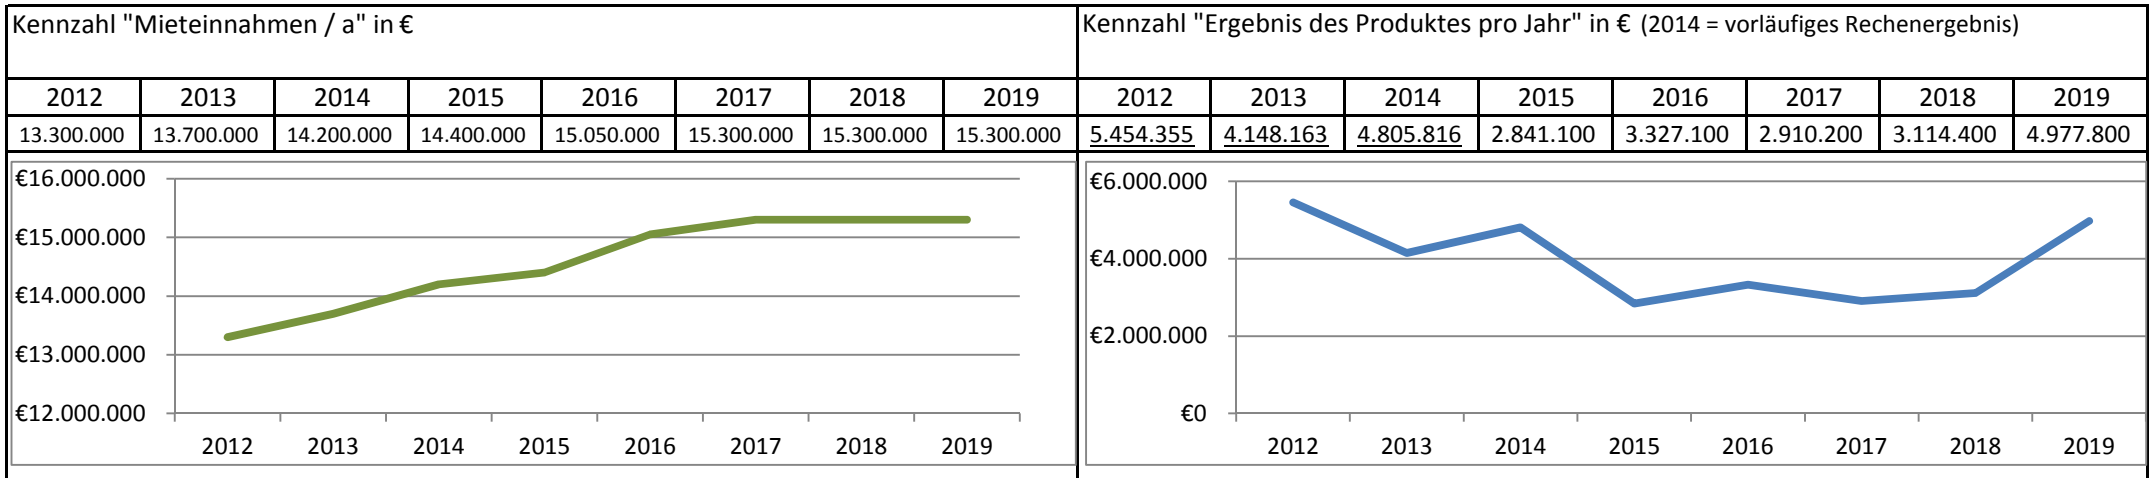 Kennzahl "Mieteinnahmen / a" in €
2012 2013 2014 2015 2016 2017 2018 2019
13.300.000 13.700.000 14.200.000 14.400.000 15.050.000 15.300.000 15.300.000 15.300.000
€16.000.000
€15.000.000
€14.000.000
€13.000.000
€12.000.000
2012 2013 2014 2015 2016 2017 2018 2019
Kennzahl "Ergebnis des Produktes pro Jahr" in € (2014 = vorläufiges Rechenergebnis)
2012 2013 2014 2015 2016 2017 2018 2019
5.454.355 4.148.163 4.805.816 2.841.100 3.327.100 2.910.200 3.114.400 4.977.800
€6.000.000
€4.000.000
€2.000.000
€0
2012 2013 2014 2015 2016 2017 2018 2019